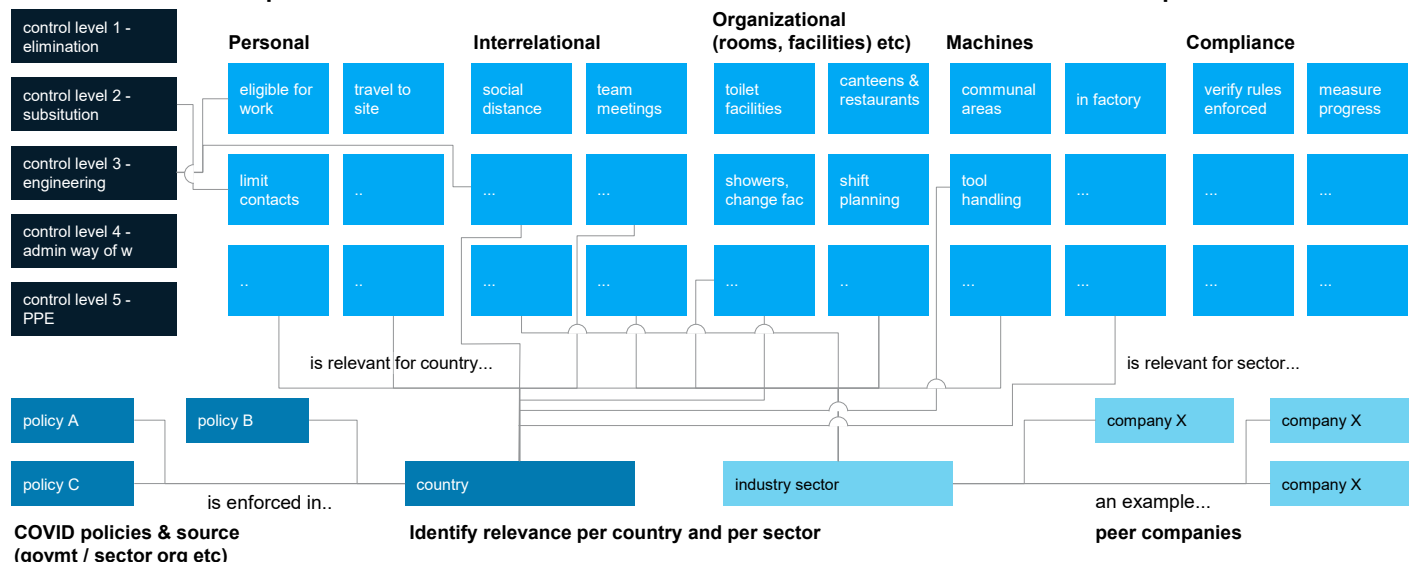 control level 1 -
elimination
control level 2 -
subsitution
control level 3 -
engineering
control level 4 -
admin way of w
control level 5 -
PPE
Personal
Interrelational
Organizational
(rooms, facilities) etc)
Machines
Compliance
eligible for
work
travel to
site
social
distance
team
meetings
toilet
facilities
canteens &
restaurants
communal
areas
in factory
verify rules
enforced
measure
progress
limit
contacts
..
...
...
showers,
change fac
shift
planning
tool
handling
...
...
...
..
..
...
...
...
..
...
...
...
...
is relevant for country...
is relevant for sector...
policy A
policy B
company X
company X
policy C
country
industry sector
company X
is enforced in..
an example...
COVID policies & source
(govmt / sector org etc)
Identify relevance per country and per sector
peer companies